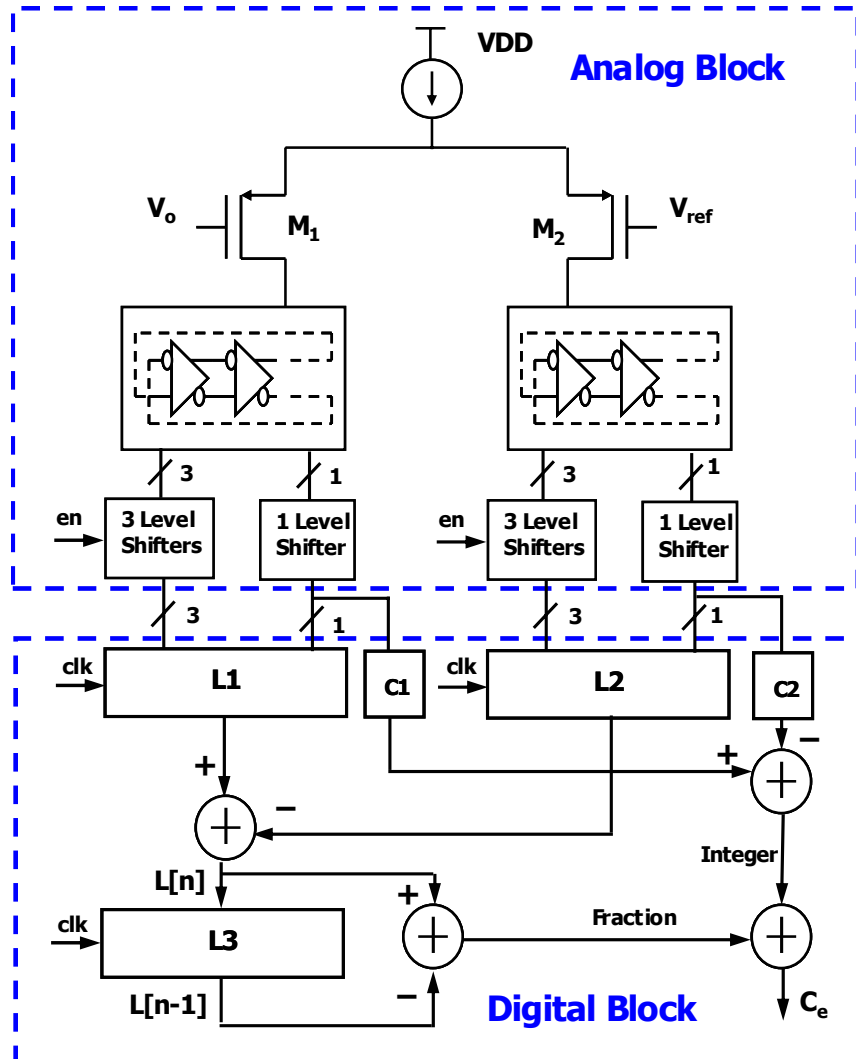 VDD
Analog Block
Vo
M1
M2
Vref
3
1
3
1
en
3 Level
Shifters
1 Level
Shifter
en
3 Level
Shifters
1 Level
Shifter
3
1
3
1
clk
L1
C1
clk
L2
C2
+
−
+
−
+
+
L[n]
+
Integer
clk
L3
+
Fraction
+
L[n-1]
−
Digital Block
Ce